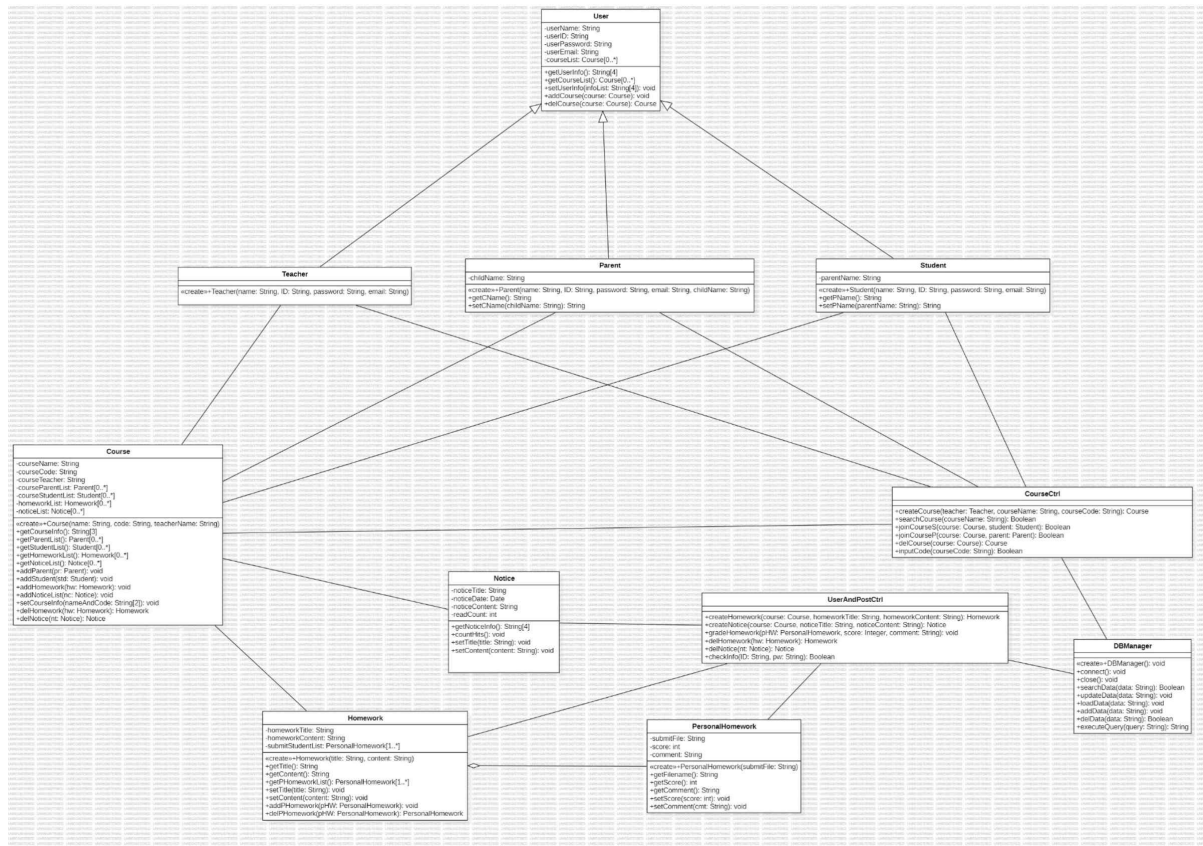 User
-userName: String
-userID: String
-userPassword: String
-userEmail: String
-courseList: Course[0..*]
+getUserInfo(): String[4]
+getCourseList(): Course[0..*]
+setUserInfo(infoList: String[4]): void
+addCourse(course: Course): void
+delCourse(course: Course): Course
Teacher
«create»+Teacher(name: String, ID: String, password: String, email: String)
Parent
-childName: String
«create»+Parent(name: String, ID: String, password: String, email: String, childName: String)
+getCName(): String
+setCName(childName: String): String
Student
-parentName: String
«create»+Student(name: String, ID: String, password: String, email: String)
+getPName(): String
+setPName(parentName: String): String
Course
-courseName: String
-courseCode: String
-courseTeacher: String
-courseParentList: Parent[0..*]
-courseStudentList: Student[0..*]
-homeworkList: Homework[0..*]
-noticeList: Notice[0..*]
«create»+Course(name: String, code: String, teacherName: String)
+getCourseInfo(): String[3]
+getParentList(): Parent[0..*]
+getStudentList(): Student[0..*]
+getHomeworkList(): Homework[0..*]
+getNoticeList(): Notice[0..*]
+addParent(pr: Parent): void
+addStudent(std: Student): void
+addHomework(hw: Homework): void
+addNoticeList(nc: Notice): void
+setCourseInfo(nameAndCode: String[2]): void
+delHomework(hw: Homework): Homework
+delNotice(nt: Notice): Notice
CourseCtrl
+createCourse(teacher: Teacher, courseName: String, courseCode: String): Course
+searchCourse(courseName: String): Boolean
+joinCourseS(course: Course, student: Student): Boolean
+joinCourseP(course: Course, parent: Parent): Boolean
+delCourse(course: Course): Course
+inputCode(courseCode: String): Boolean
Notice
-noticeTitle: String
-noticeDate: Date
-noticeContent: String
-readCount: int
+getNoticeInfo(): String[4]
+countHits(): void
+setTitle(title: String): void
+setContent(content: String): void
UserAndPostCtrl
+createHomework(course: Course, homeworkTitle: String, homeworkContent: String): Homework
+createNotice(course: Course, noticeTitle: String, noticeContent: String): Notice
+gradeHomework(pHW: PersonalHomework, score: Integer, comment: String): void
+delHomework(hw: Homework): Homework
+delNotice(nt: Notice): Notice
+checkInfo(ID: String, pw: String): Boolean
DBManager
«create»+DBManager(): void
+connect(): void
+close(): void
+searchData(data: String): Boolean
+updateData(data: String): void
+loadData(data: String): void
+addData(data: String): void
+delData(data: String): Boolean
+executeQuery(query: String): String
Homework
-homeworkTitle: String
-homeworkContent: String
-submitStudentList: PersonalHomework[1..*]
«create»+Homework(title: String, content: String)
+getTitle(): String
+getContent(): String
+getPHomeworkList(): PersonalHomework[1..*]
+setTitle(title: String): void
+setContent(content: String): void
+addPHomework(pHW: PersonalHomework): void
+delPHomework(pHW: PersonalHomework): PersonalHomework
PersonalHomework
-submitFile: String
-score: int
-comment: String
«create»+PersonalHomework(submitFile: String)
+getFilename(): String
+getScore(): int
+getComment(): String
+setScore(score: int): void
+setComment(cmt: String): void